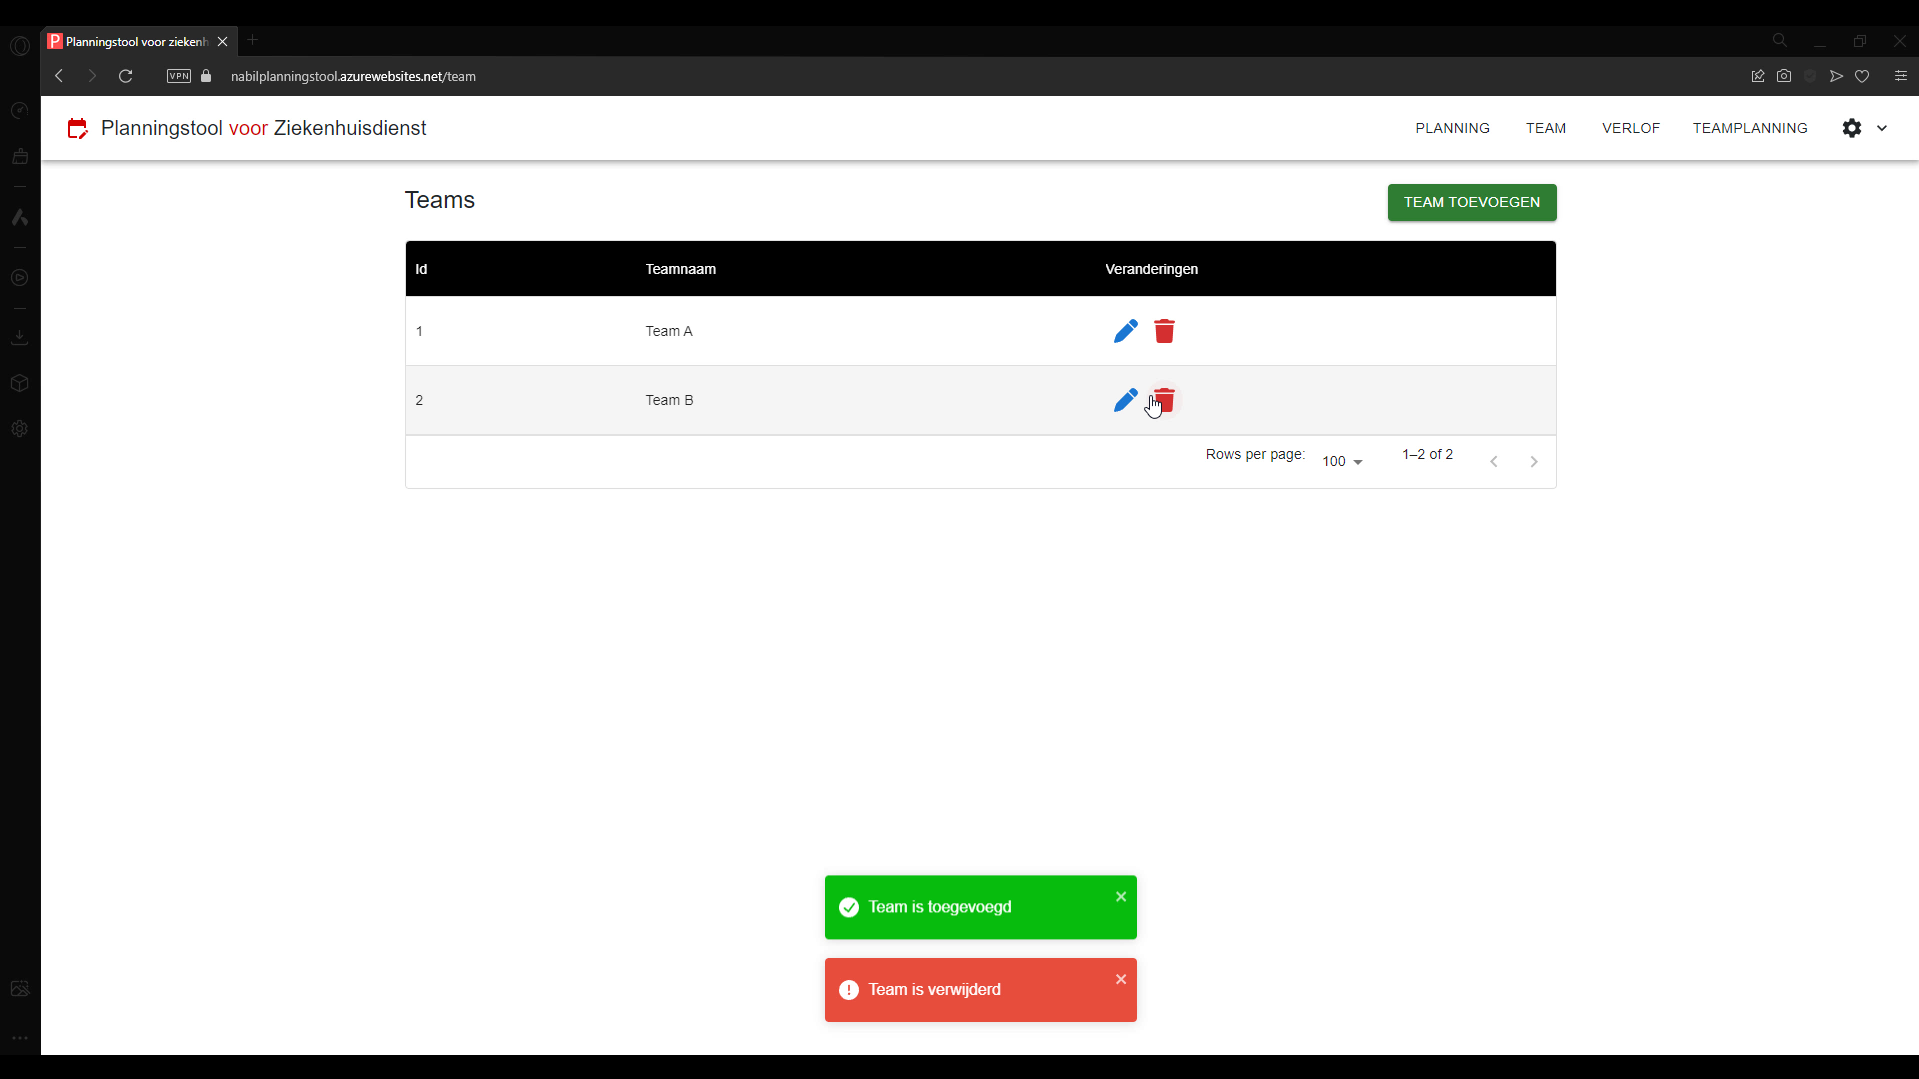 Planningstool voor ziekenh
VPN
nabilplanningstool.azurewebsites.net/team
Planningstool voor Ziekenhuisdienst
PLANNING TEAM VERLOF TEAMPLANNING
Teams
TEAM TOEVOEGEN
Id Teamnaam Veranderingen
1 Team A
2 Team B
Rows per page: 100 1–2 of 2
Team is toegevoegd
Team is verwijderd